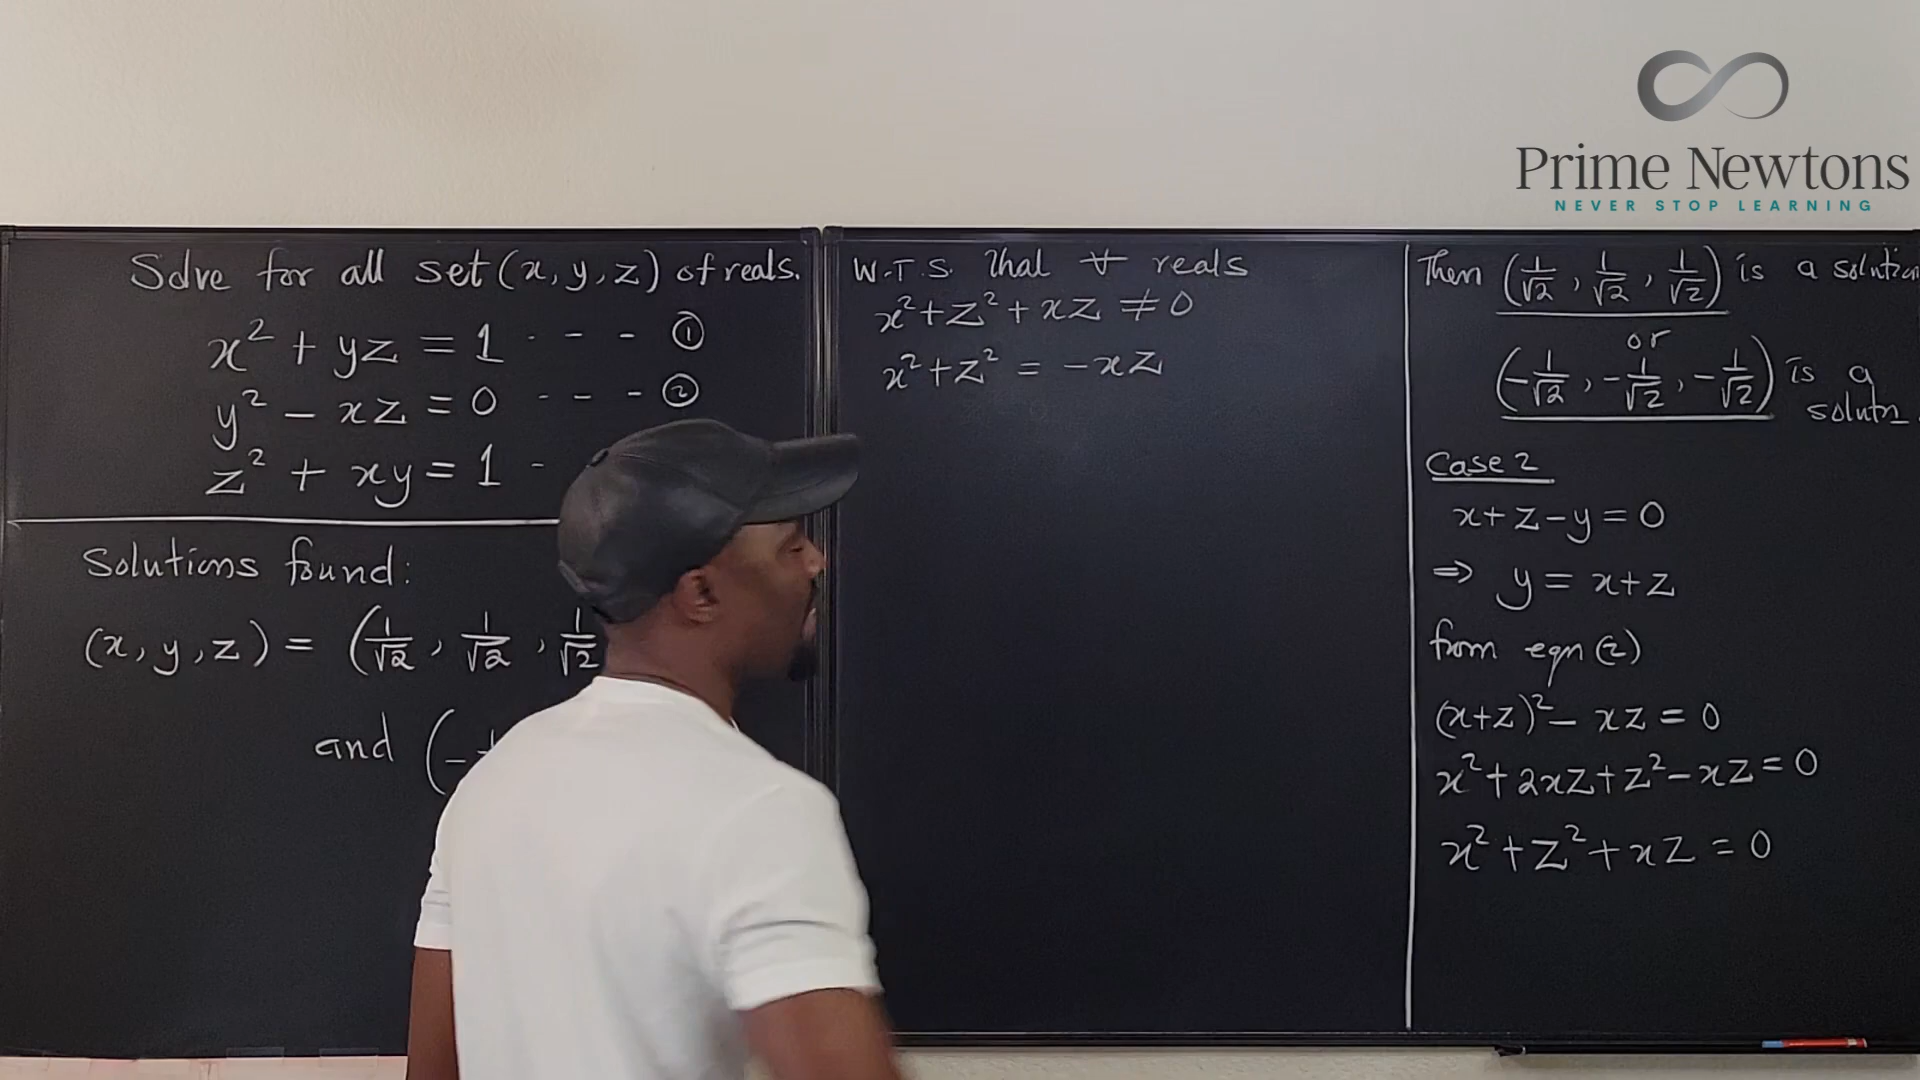 Prime Newtons
NEVER STOP LEARNING
Solve for all set (x, y, z) of reals.
x² + yz = 1 - - - ①
y² - xz = 0 - - - ②
z² + xy = 1 -
Solutions found:
(x, y, z) = (1/√2, 1/√2, 1/√2
and (-
W.T.S. That ∀ reals
x² + z² + xz ≠ 0
x² + z² = -xz
Then (1/√2, 1/√2, 1/√2) is a solution
or
(-1/√2, -1/√2, -1/√2) is a
solutn
Case 2
x + z - y = 0
⇒ y = x + z
from eqn (2)
(x+z)² - xz = 0
x² + 2xz + z² - xz = 0
x² + z² + xz = 0